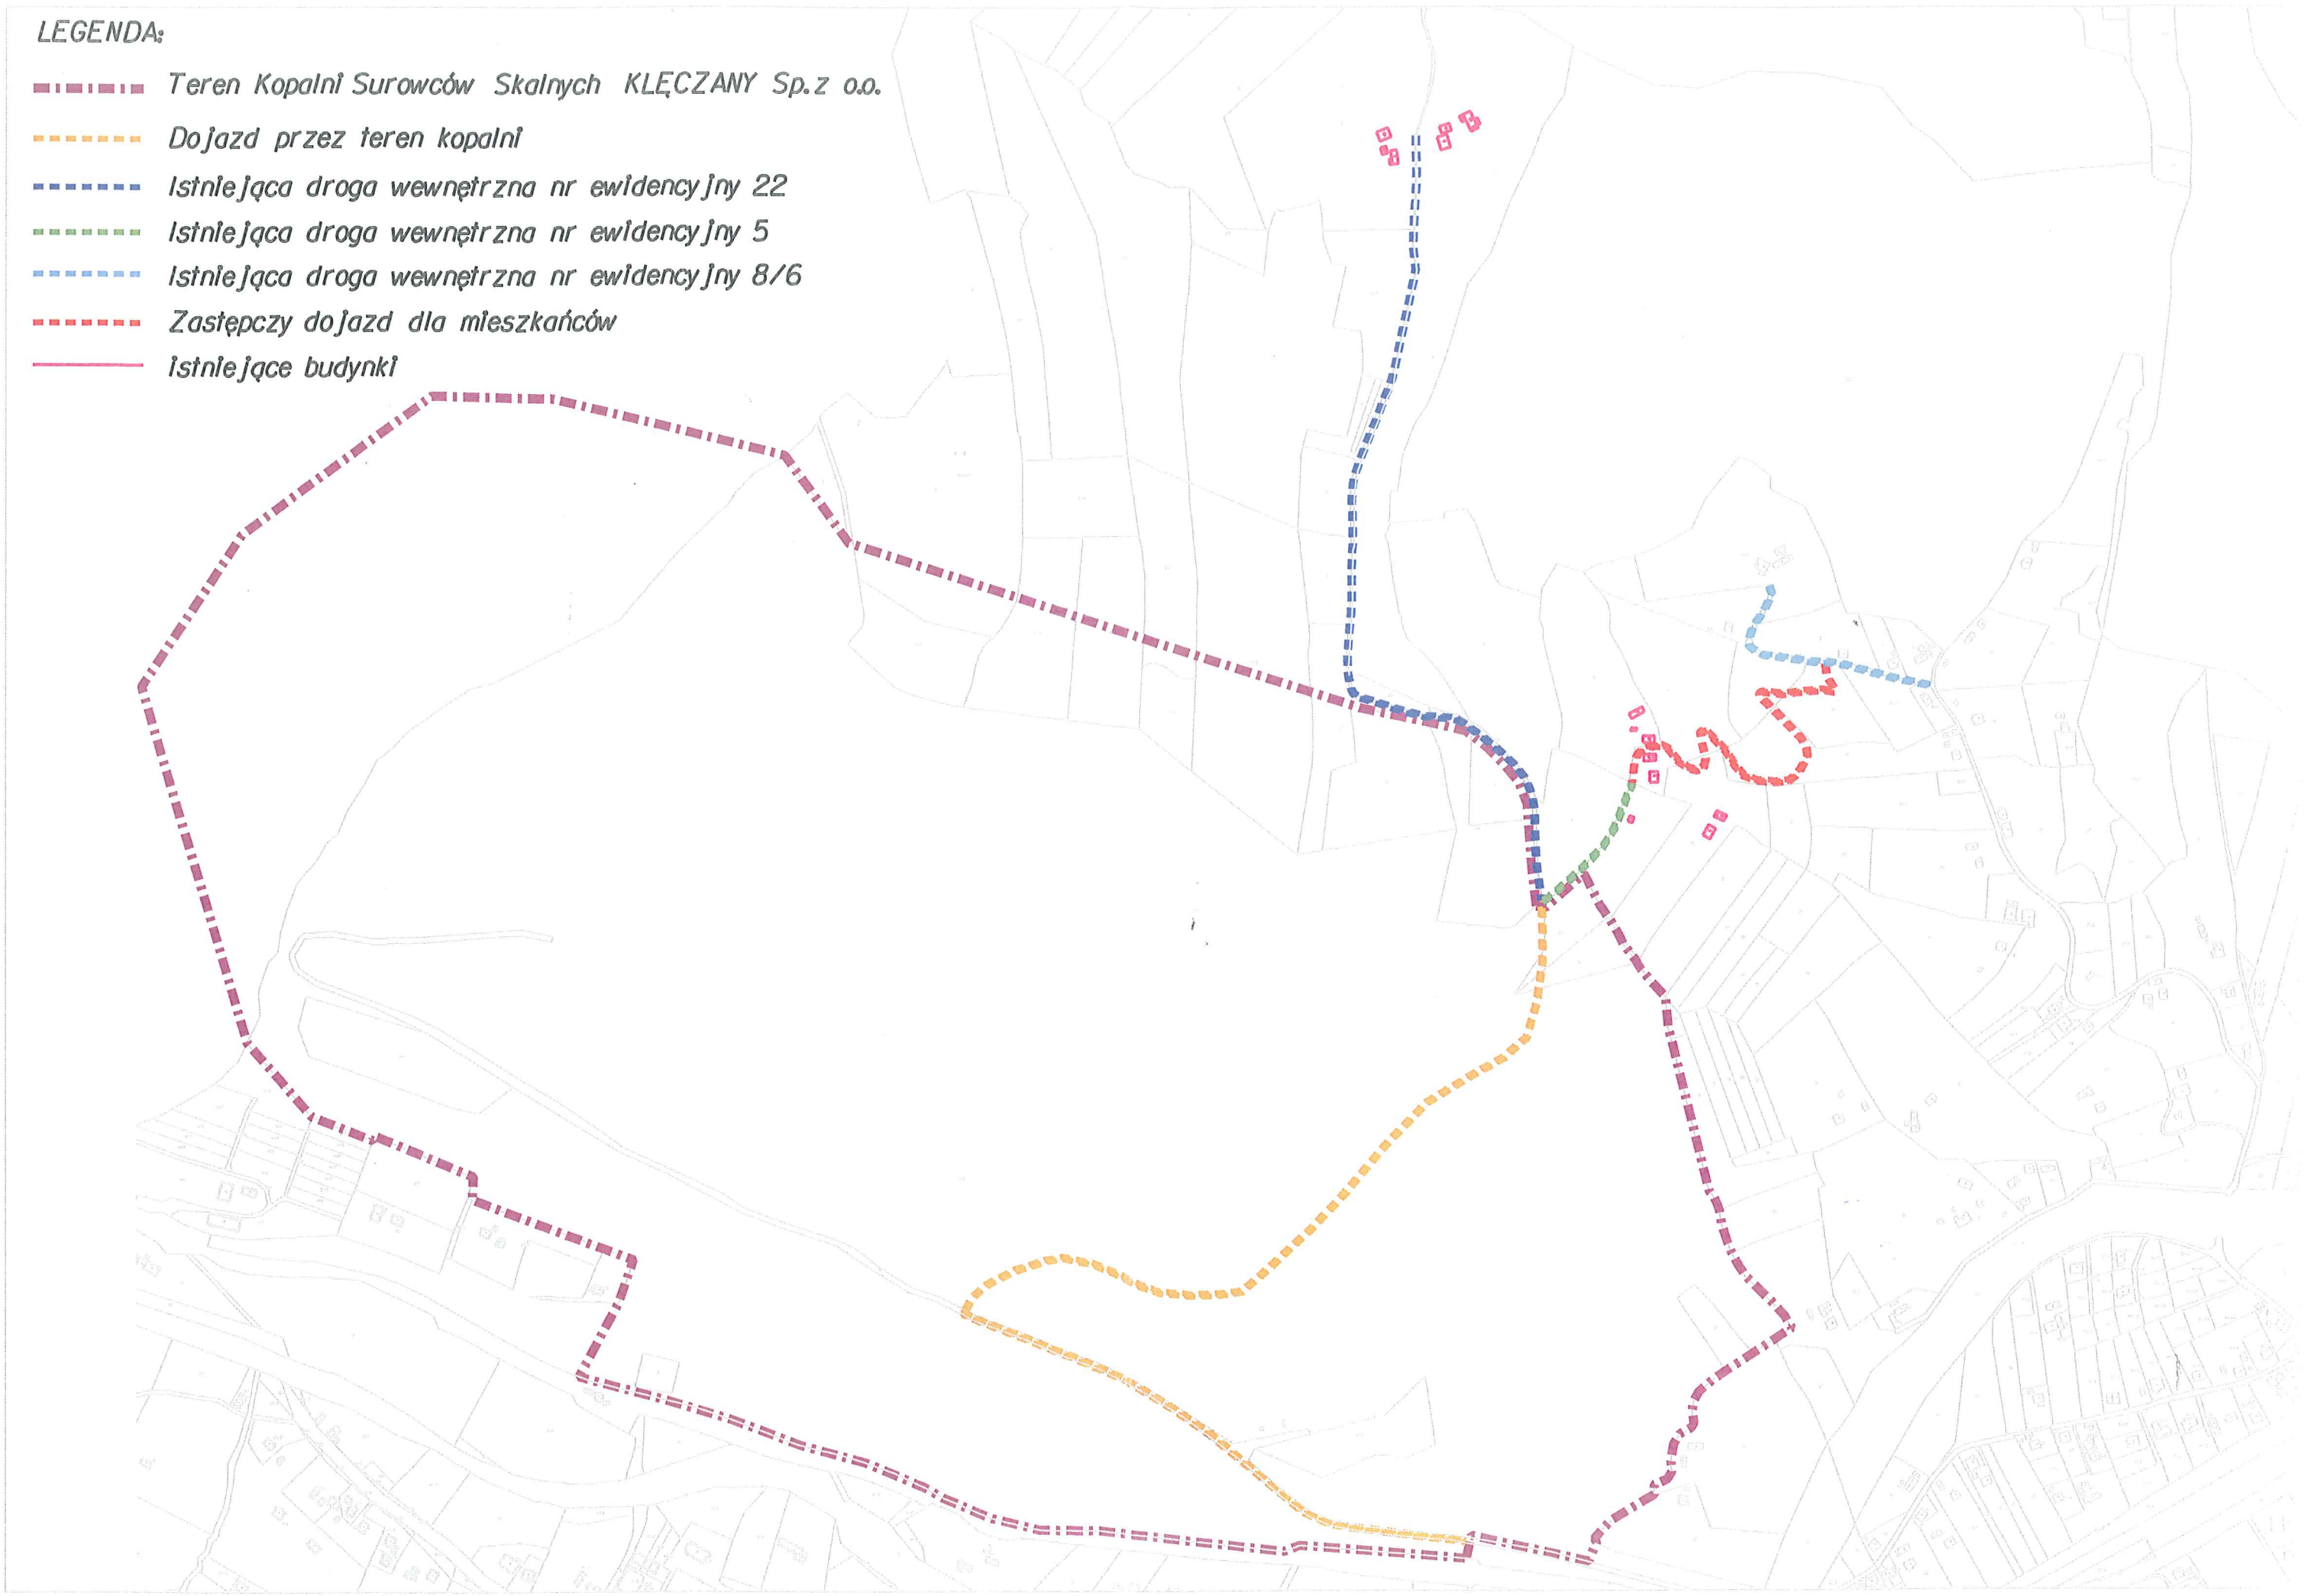 LEGENDA:
Teren Kopalni Surowców Skalnych KLĘCZANY Sp.z o.o.
Dojazd przez teren kopalni
Istniejąca droga wewnętrzna nr ewidencyjny 22
Istniejąca droga wewnętrzna nr ewidencyjny 5
Istniejąca droga wewnętrzna nr ewidencyjny 8/6
Zastępczy dojazd dla mieszkańców
istniejące budynki